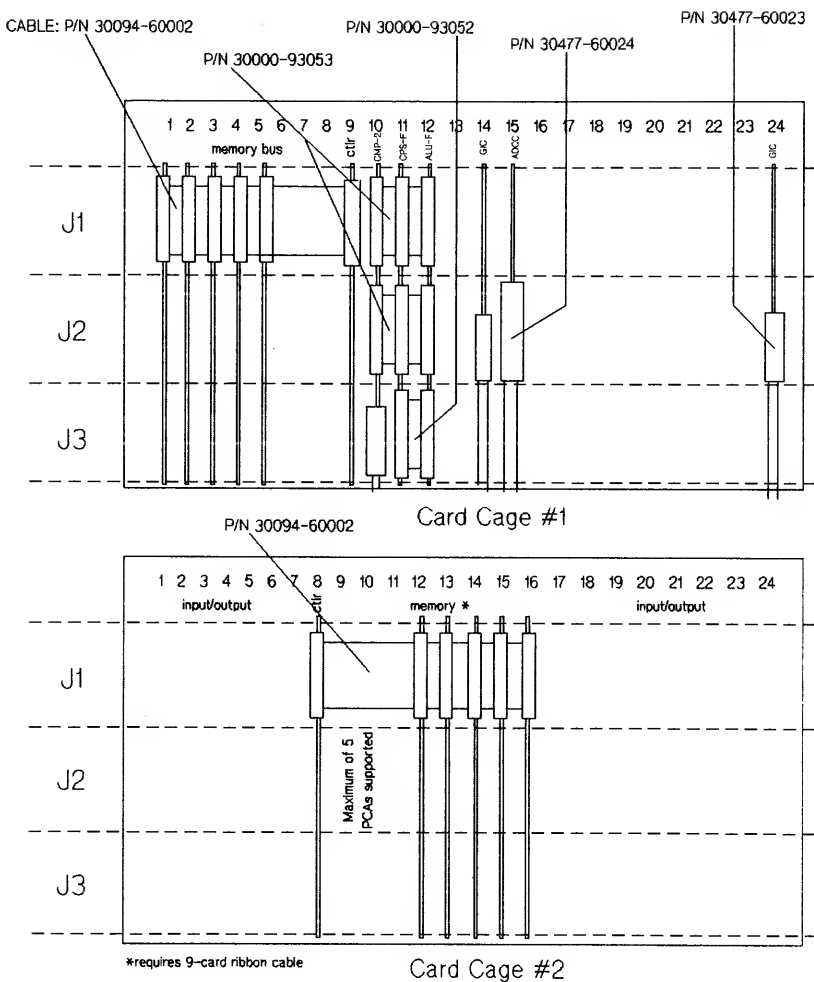 CABLE: P/N 30094-60002
P/N 30000-93053
P/N 30000-93052
P/N 30477-60024
P/N 30477-60023
1 2 3 4 5 6 7 8 9 10 11 12 13 14 15 16 17 18 19 20 21 22 23 24
memory bus
ctlr
CMP-2
CPS-F
ALU-F
GIC
ADCC
GIC
J1
J2
J3
Card Cage #1
P/N 30094-60002
1 2 3 4 5 6 7 8 9 10 11 12 13 14 15 16 17 18 19 20 21 22 23 24
input/output
ctlr
memory *
input/output
J1
J2
Maximum of 5
PCAs supported
J3
*requires 9-card ribbon cable
Card Cage #2